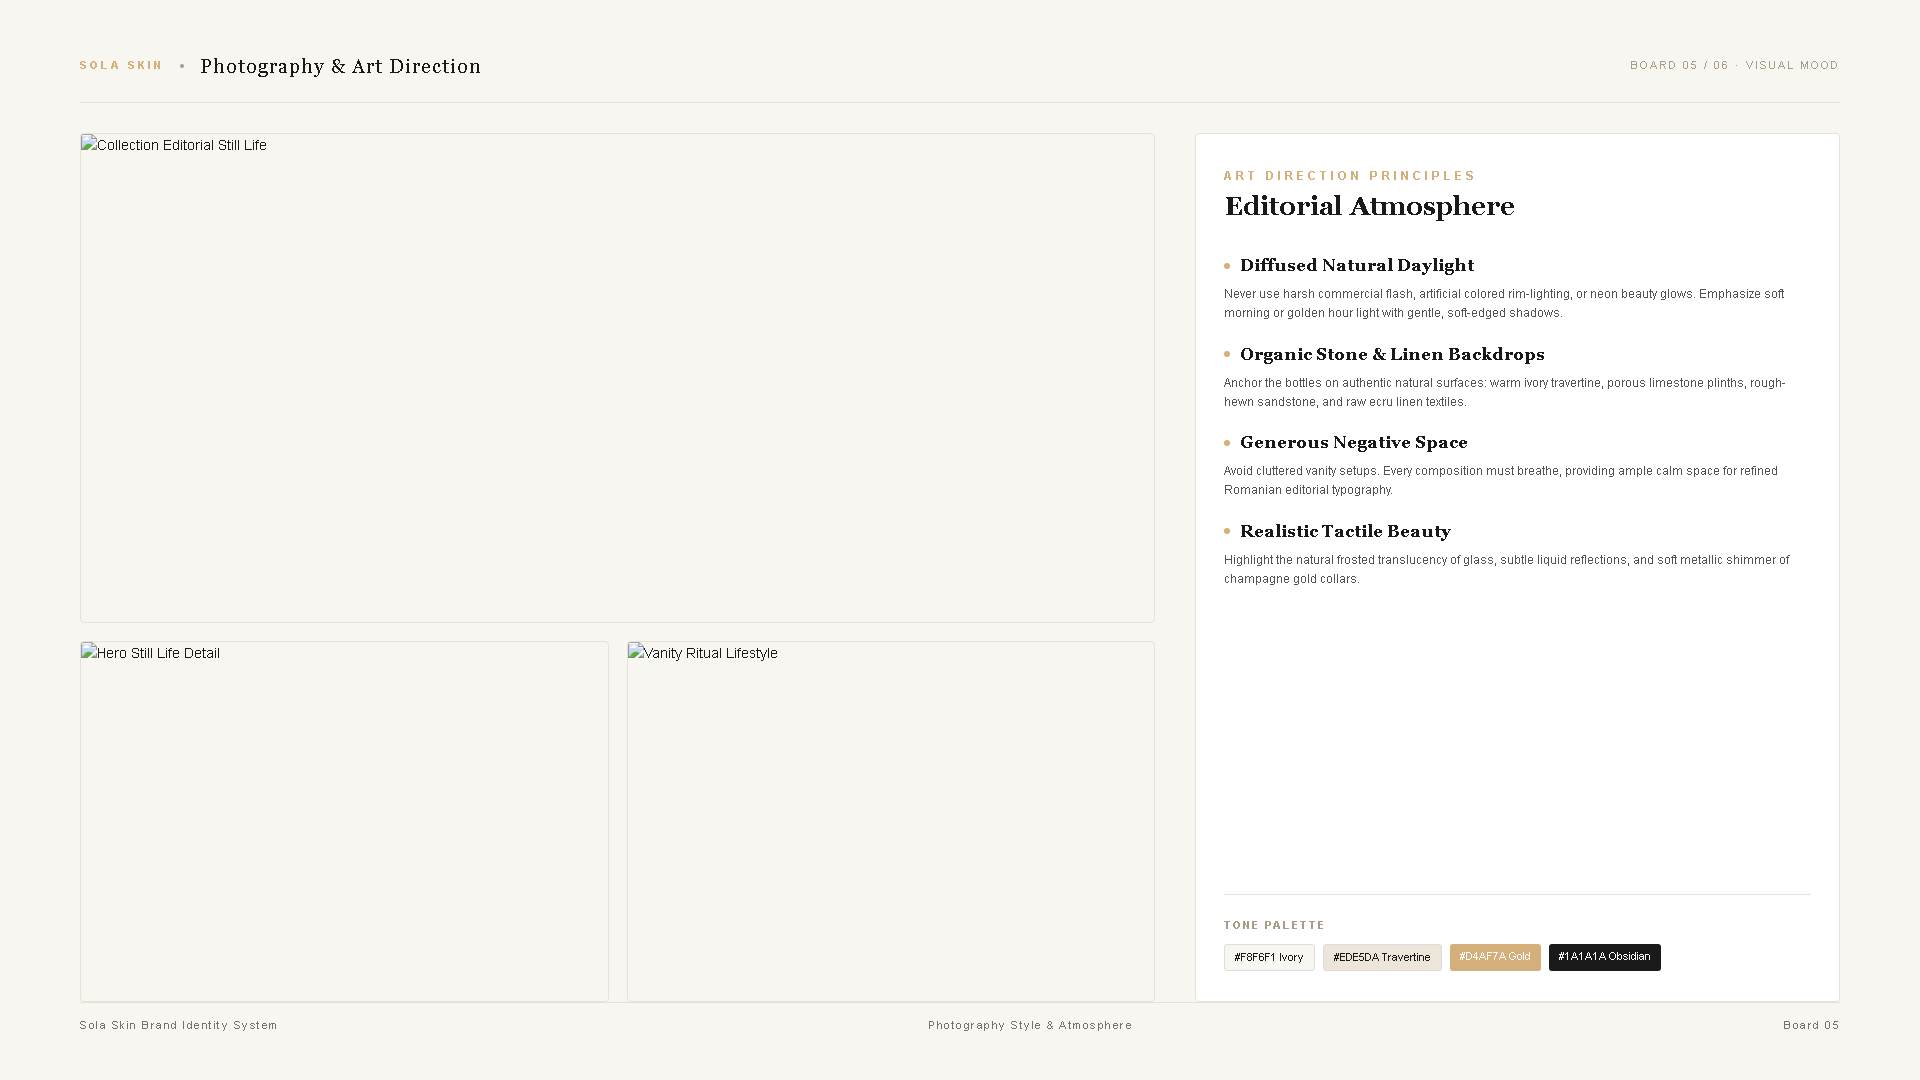 SOLA SKIN • Photography & Art Direction
BOARD 05 / 06 · VISUAL MOOD
Collection Editorial Still Life
Hero Still Life Detail
Vanity Ritual Lifestyle
ART DIRECTION PRINCIPLES
Editorial Atmosphere
Diffused Natural Daylight
Never use harsh commercial flash, artificial colored rim-lighting, or neon beauty glows. Emphasize soft
morning or golden hour light with gentle, soft-edged shadows.
Organic Stone & Linen Backdrops
Anchor the bottles on authentic natural surfaces: warm ivory travertine, porous limestone plinths, rough-
hewn sandstone, and raw ecru linen textiles.
Generous Negative Space
Avoid cluttered vanity setups. Every composition must breathe, providing ample calm space for refined
Romanian editorial typography.
Realistic Tactile Beauty
Highlight the natural frosted translucency of glass, subtle liquid reflections, and soft metallic shimmer of
champagne gold collars.
TONE PALETTE
#F8F6F1 Ivory
#EDE5DA Travertine
#D4AF7A Gold
#1A1A1A Obsidian
Sola Skin Brand Identity System
Photography Style & Atmosphere
Board 05